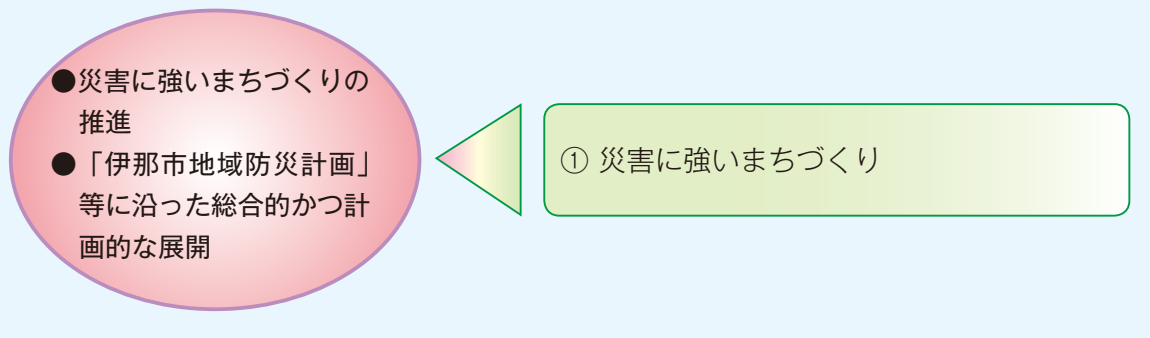 ●災害に強いまちづくりの
推進
●「伊那市地域防災計画」
等に沿った総合的かつ計
画的な展開
① 災害に強いまちづくり